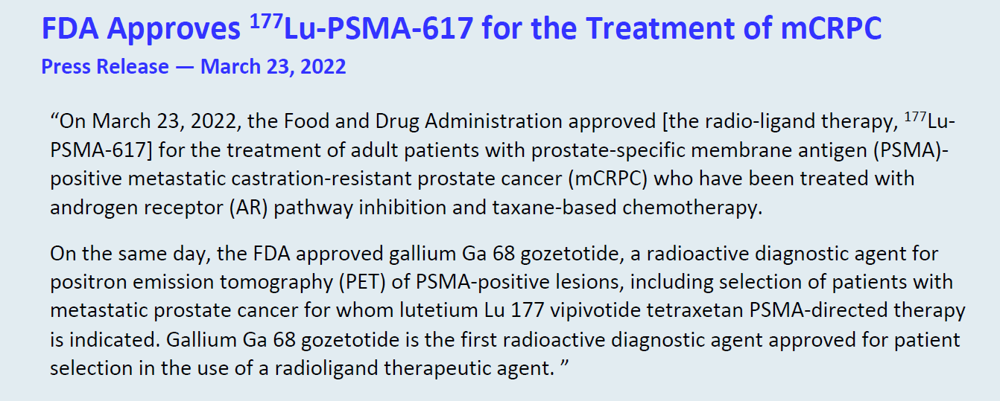 FDA Approves ¹⁷⁷Lu-PSMA-617 for the Treatment of mCRPC
Press Release — March 23, 2022
“On March 23, 2022, the Food and Drug Administration approved [the radio-ligand therapy, ¹⁷⁷Lu-
PSMA-617] for the treatment of adult patients with prostate-specific membrane antigen (PSMA)-
positive metastatic castration-resistant prostate cancer (mCRPC) who have been treated with
androgen receptor (AR) pathway inhibition and taxane-based chemotherapy.
On the same day, the FDA approved gallium Ga 68 gozetotide, a radioactive diagnostic agent for
positron emission tomography (PET) of PSMA-positive lesions, including selection of patients with
metastatic prostate cancer for whom lutetium Lu 177 vipivotide tetraxetan PSMA-directed therapy
is indicated. Gallium Ga 68 gozetotide is the first radioactive diagnostic agent approved for patient
selection in the use of a radioligand therapeutic agent. ”